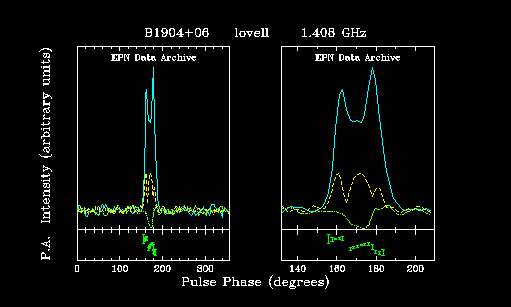 B1904+06 lovell 1.408 GHz
EPN Data Archive EPN Data Archive
P.A. Intensity (arbitrary units)
0 100 200 300 140 160 180 200
Pulse Phase (degrees)